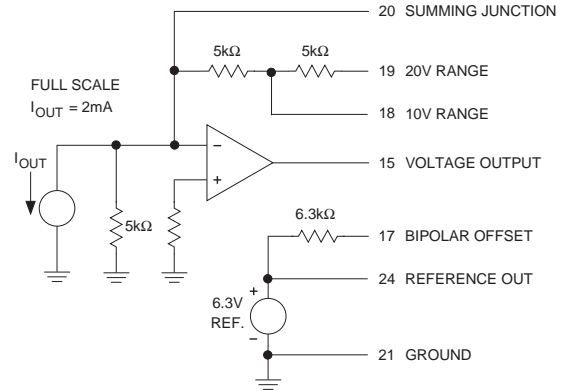 20 SUMMING JUNCTION
5kΩ 5kΩ
19 20V RANGE
FULL SCALE
I_OUT = 2mA
18 10V RANGE
I_OUT
−
+
15 VOLTAGE OUTPUT
5kΩ
6.3kΩ
17 BIPOLAR OFFSET
24 REFERENCE OUT
+
6.3V
REF.
−
21 GROUND